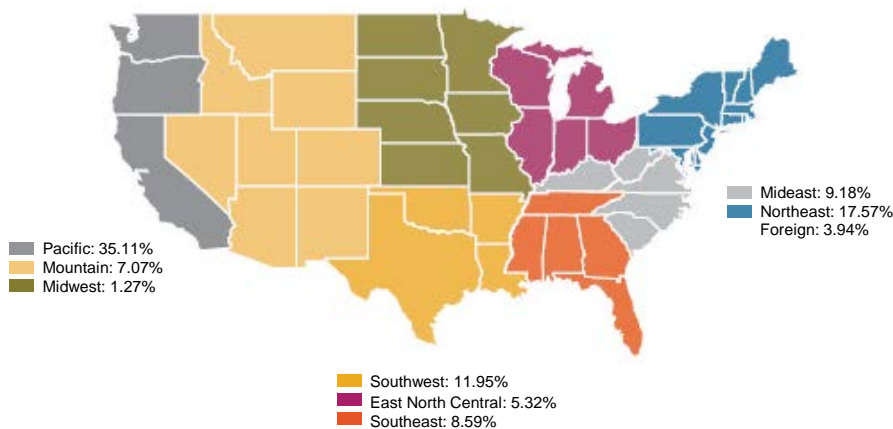 Pacific: 35.11%
Mountain: 7.07%
Midwest: 1.27%
Mideast: 9.18%
Northeast: 17.57%
Foreign: 3.94%
Southwest: 11.95%
East North Central: 5.32%
Southeast: 8.59%